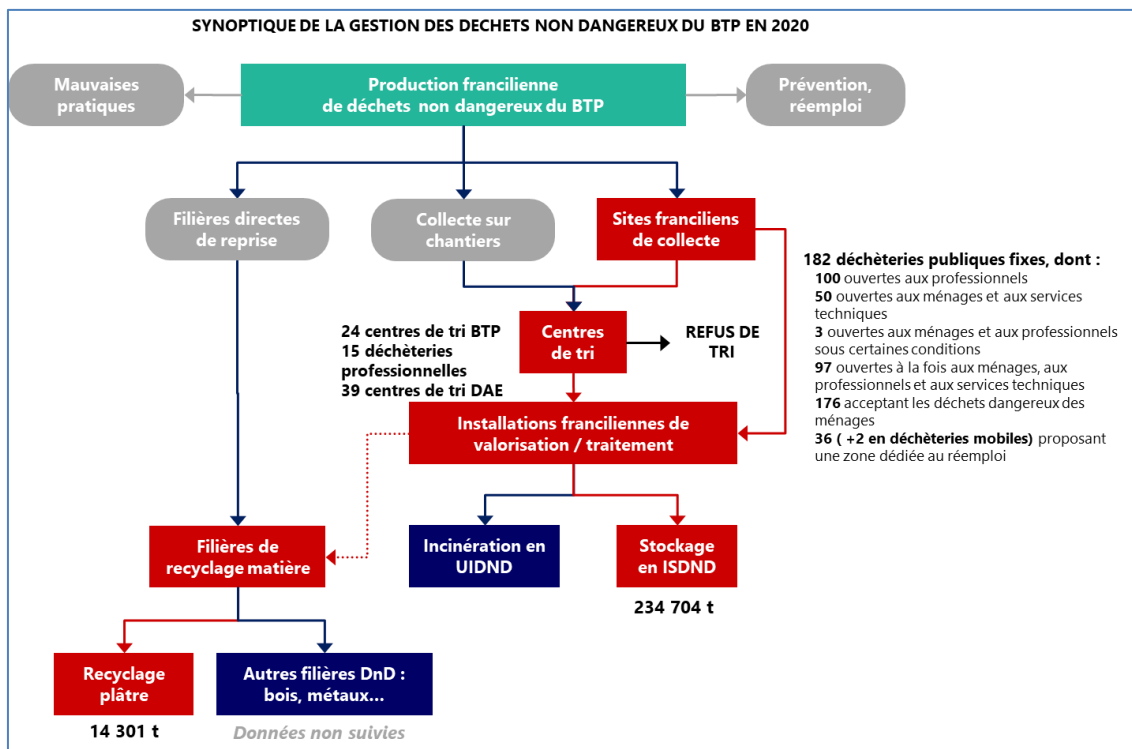 SYNOPTIQUE DE LA GESTION DES DECHETS NON DANGEREUX DU BTP EN 2020
Mauvaises
pratiques
Production francilienne
de déchets non dangereux du BTP
Prévention,
réemploi
Filières directes
de reprise
Collecte sur
chantiers
Sites franciliens
de collecte
182 déchèteries publiques fixes, dont :
100 ouvertes aux professionnels
50 ouvertes aux ménages et aux services
techniques
3 ouvertes aux ménages et aux professionnels
sous certaines conditions
97 ouvertes à la fois aux ménages, aux
professionnels et aux services techniques
176 acceptant les déchets dangereux des
ménages
36 ( +2 en déchèteries mobiles) proposant
une zone dédiée au réemploi
24 centres de tri BTP
15 déchèteries
professionnelles
39 centres de tri DAE
Centres
de tri
REFUS DE
TRI
Installations franciliennes de
valorisation / traitement
Filières de
recyclage matière
Incinération en
UIDND
Stockage
en ISDND
234 704 t
Recyclage
plâtre
14 301 t
Autres filières DnD :
bois, métaux...
Données non suivies